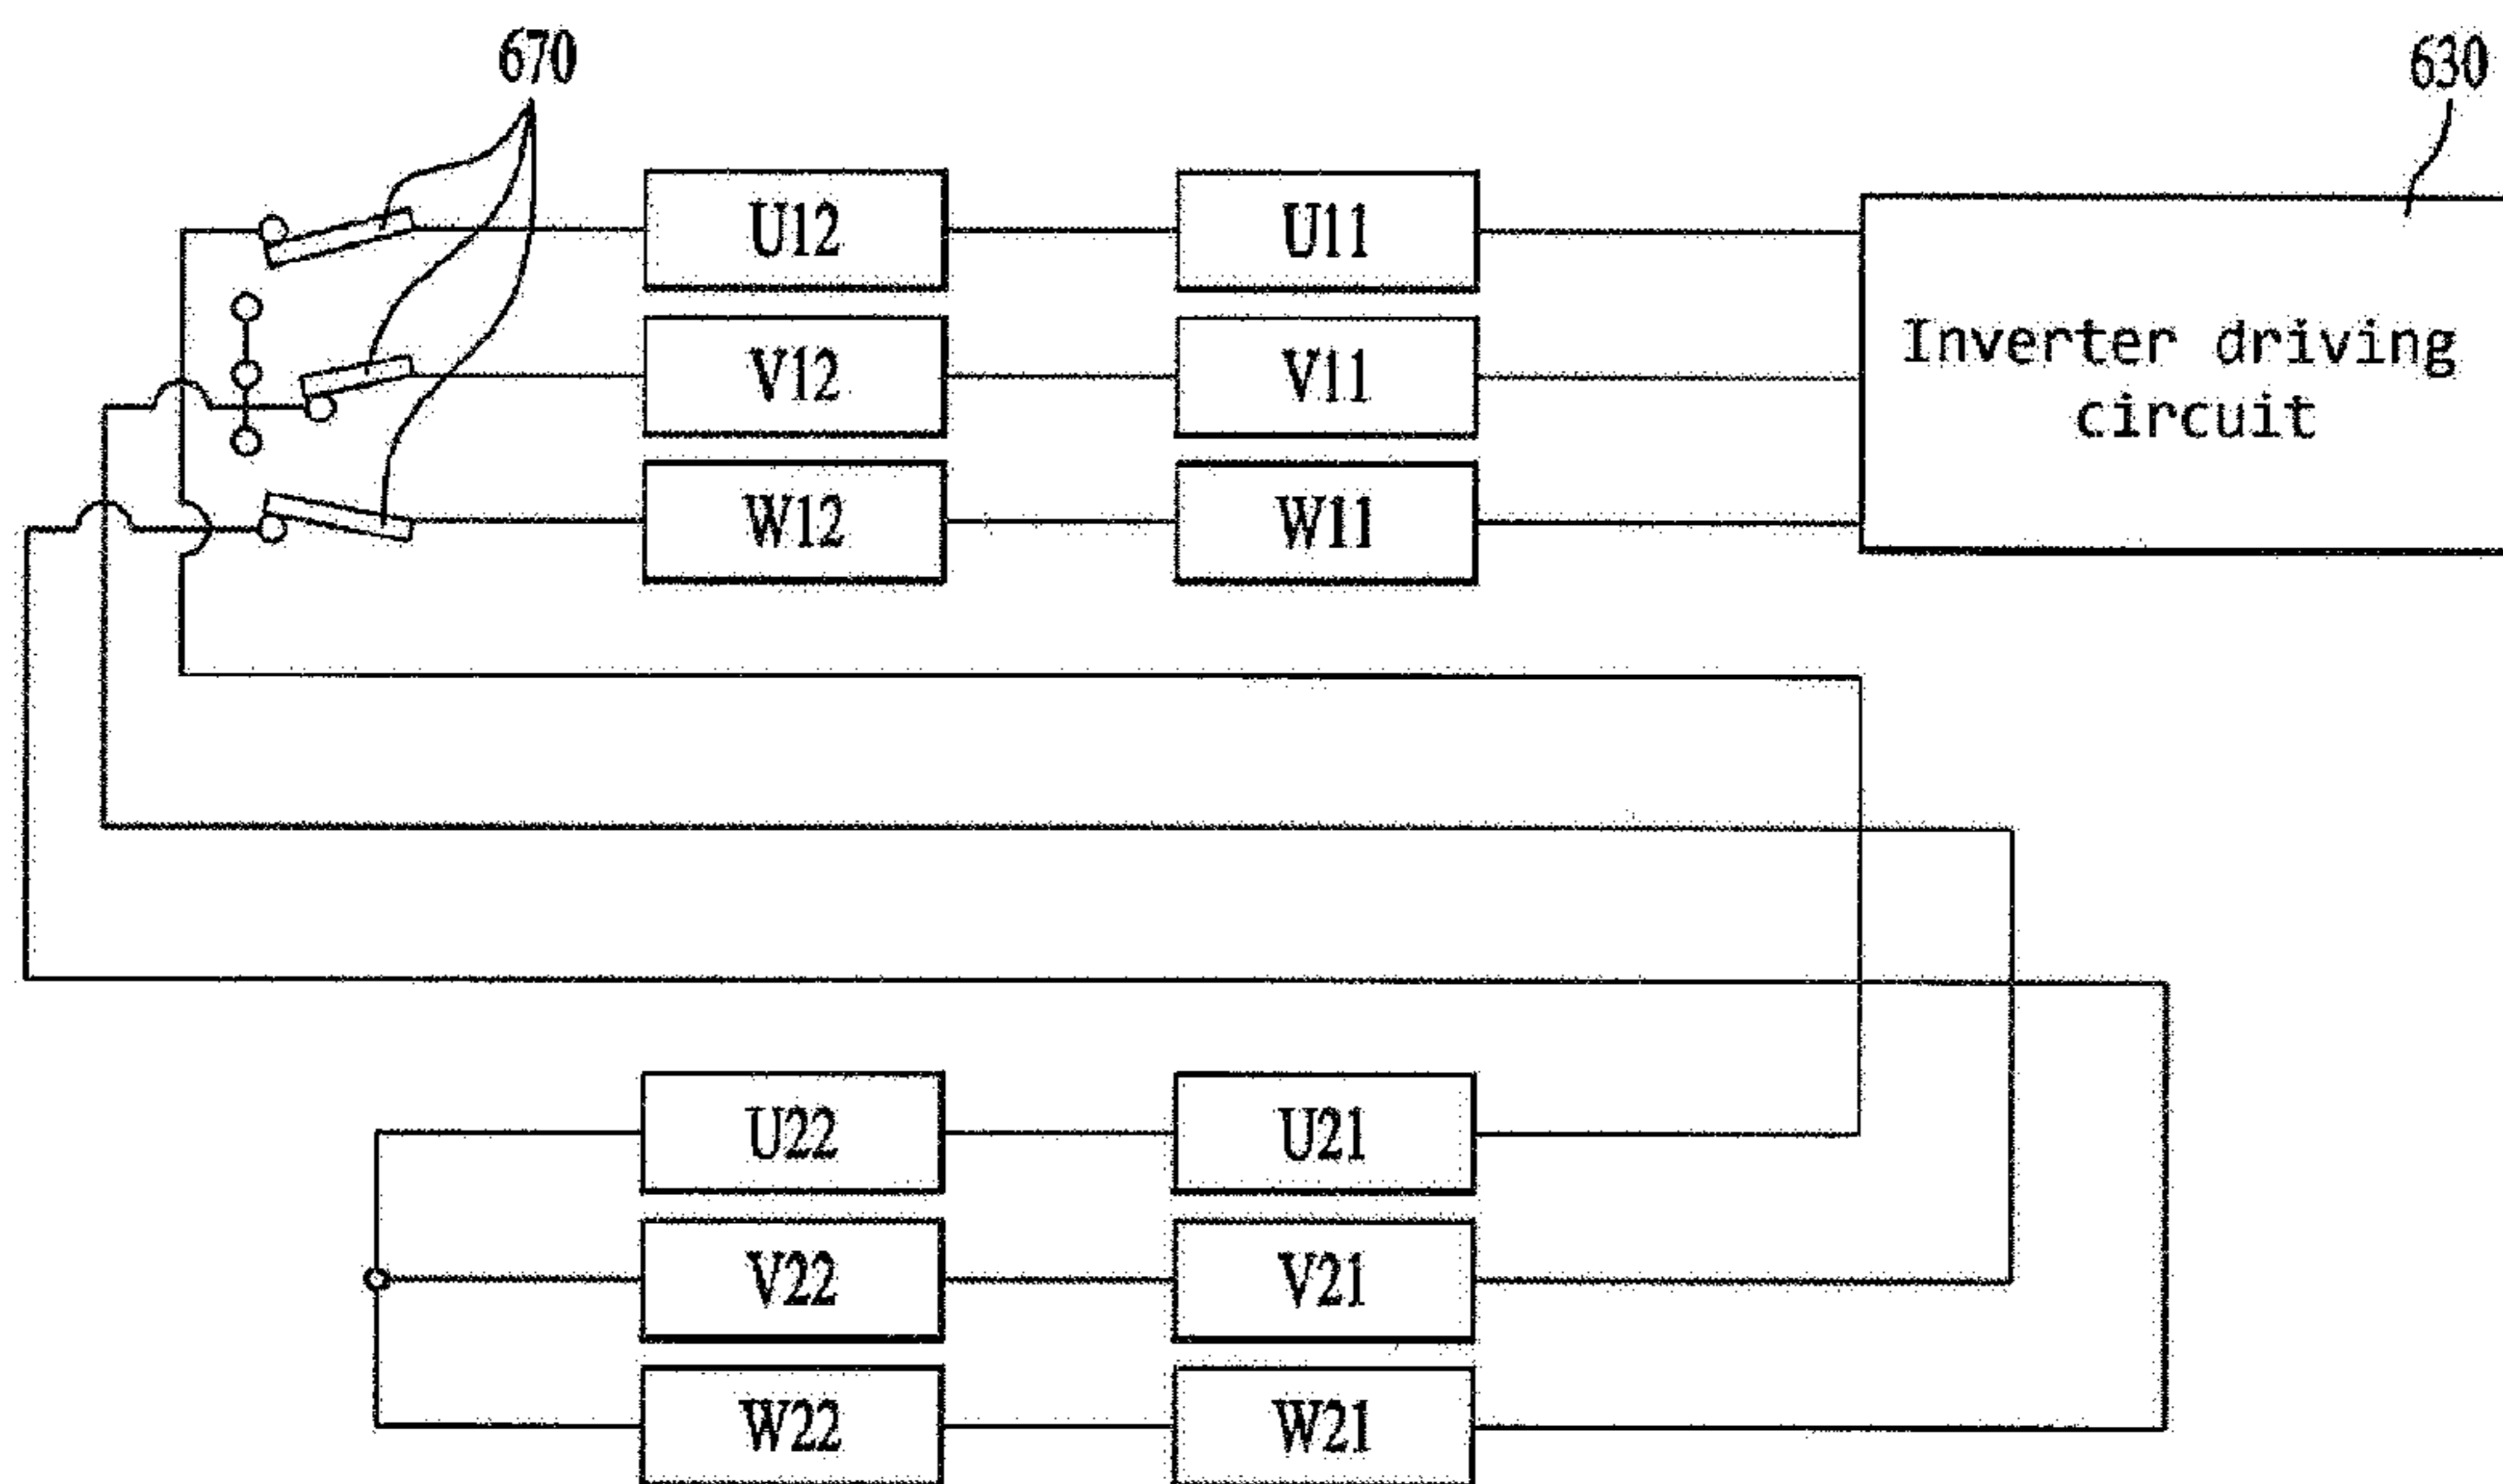 670
630
U12
U11
V12
V11
Inverter driving
circuit
W12
W11
U22
U21
V22
V21
W22
W21